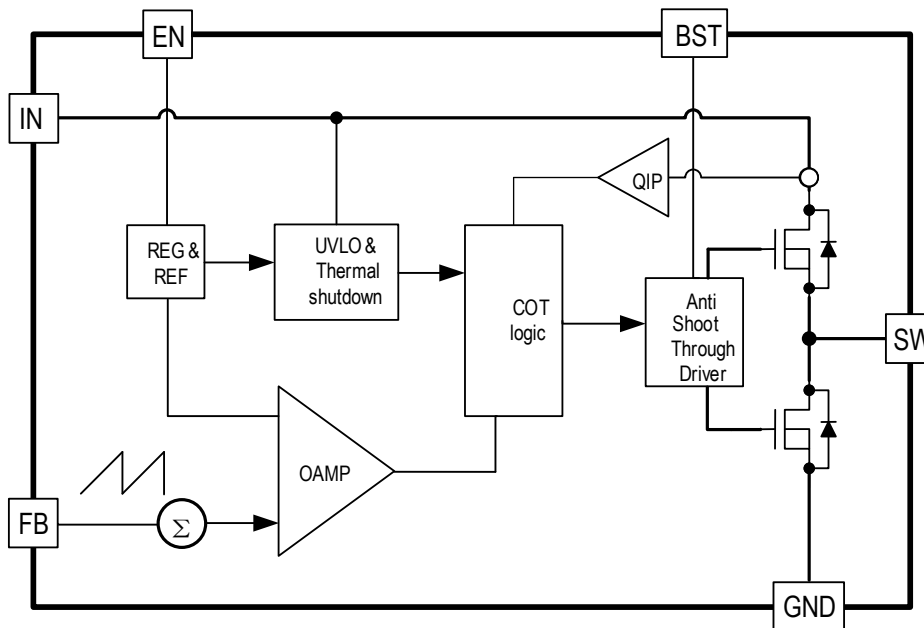 EN
BST
IN
QIP
REG &
REF
UVLO &
Thermal
shutdown
COT
logic
Anti
Shoot
Through
Driver
SW
OAMP
FB
Σ
GND